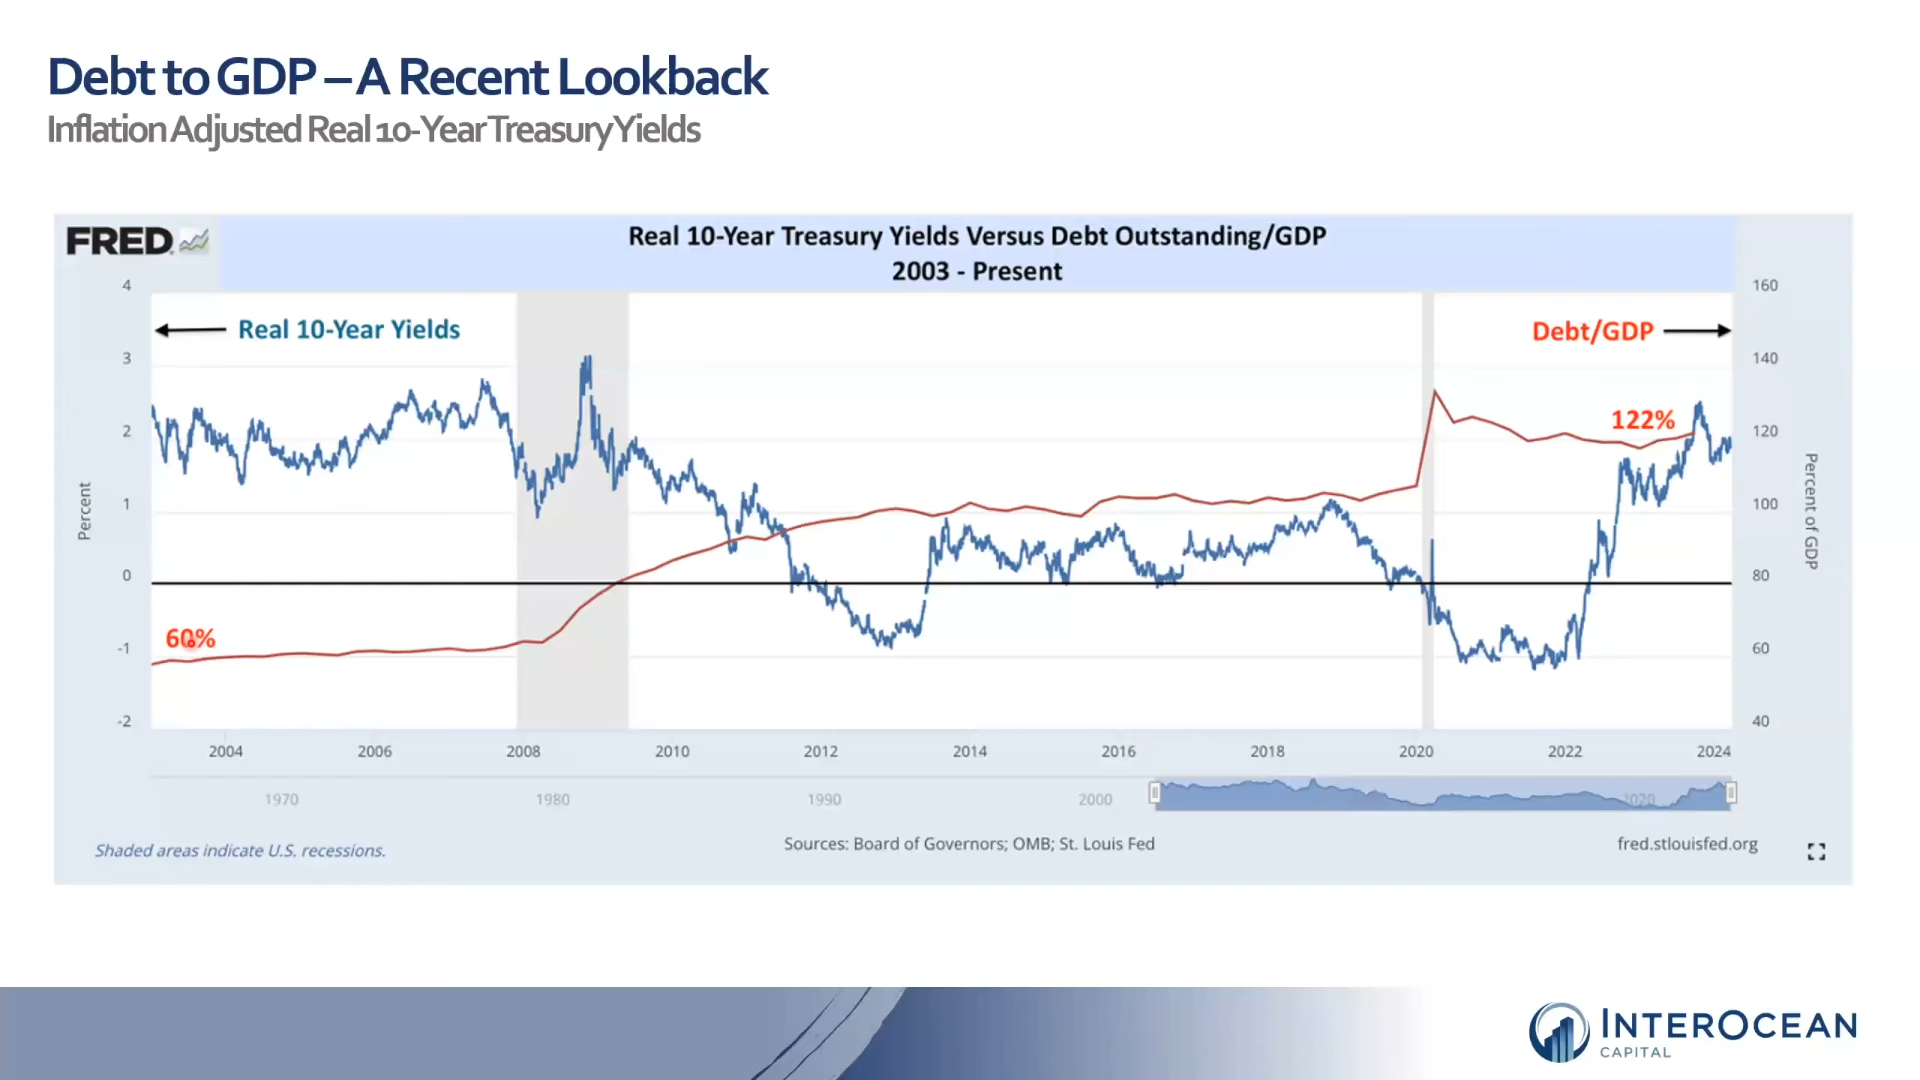 Debt to GDP – A Recent Lookback
Inflation Adjusted Real 10-Year Treasury Yields
FRED
Real 10-Year Treasury Yields Versus Debt Outstanding/GDP
2003 - Present
4
160
Real 10-Year Yields
Debt/GDP
3
140
122%
2
120
1
100
Percent
Percent of GDP
0
80
60%
-1
60
-2
40
2004
2006
2008
2010
2012
2014
2016
2018
2020
2022
2024
1970
1980
1990
2000
2020
Shaded areas indicate U.S. recessions.
Sources: Board of Governors; OMB; St. Louis Fed
fred.stlouisfed.org
INTEROCEAN
CAPITAL